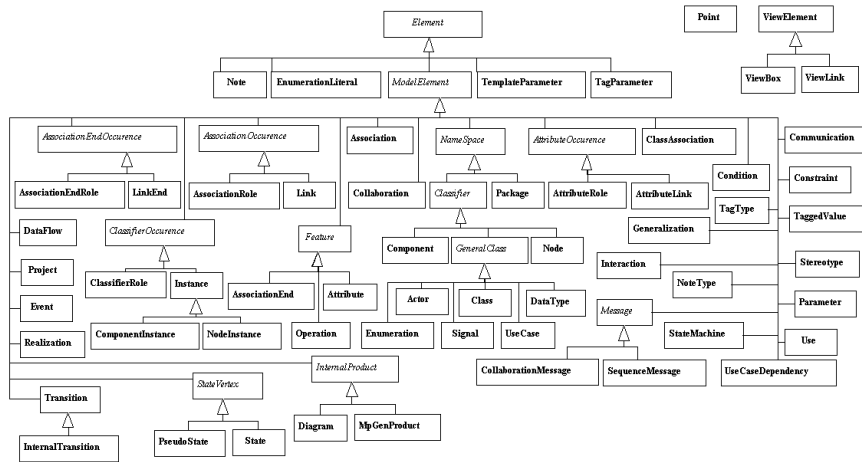 Element
Point
ViewElement
Note
EnumerationLiteral
ModelElement
TemplateParameter
TagParameter
ViewBox
ViewLink
AssociationEndOccurence
AssociationOccurence
Association
NameSpace
AttributeOccurence
ClassAssociation
Communication
Condition
Constraint
AssociationEndRole
LinkEnd
AssociationRole
Link
Collaboration
Classifier
Package
AttributeRole
AttributeLink
TagType
TaggedValue
DataFlow
ClassifierOccurence
Feature
Generalization
Component
GeneralClass
Node
Interaction
Stereotype
Project
ClassifierRole
Instance
AssociationEnd
Attribute
NoteType
Event
Actor
Class
DataType
Message
Parameter
Realization
ComponentInstance
NodeInstance
Operation
Enumeration
Signal
UseCase
StateMachine
Use
InternalProduct
CollaborationMessage
SequenceMessage
UseCaseDependency
StateVertex
Transition
Diagram
MpGenProduct
InternalTransition
PseudoState
State